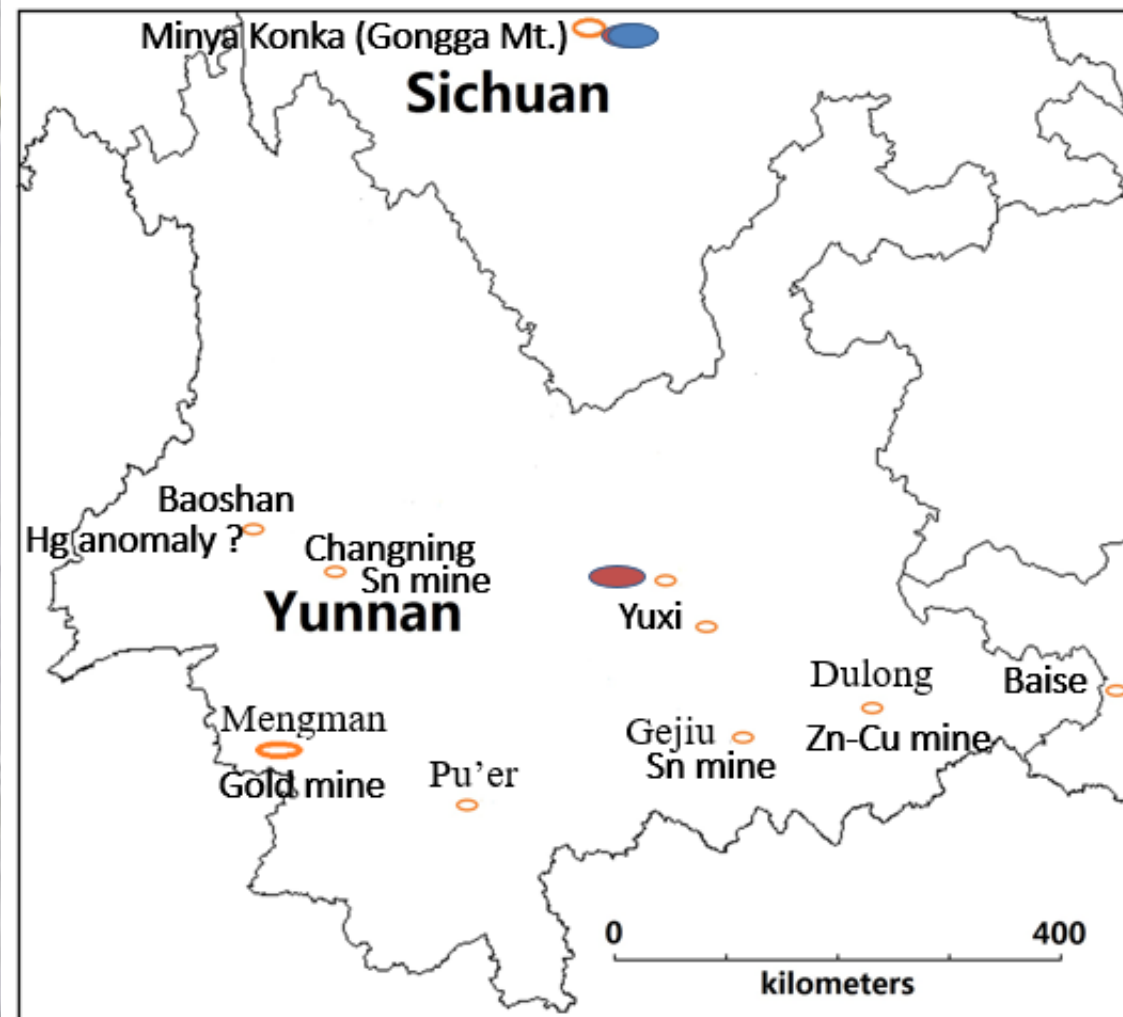 Minya Konka (Gongga Mt.)
Sichuan
Baoshan
Hg anomaly ?
Changning
Sn mine
Yunnan
Yuxi
Dulong
Zn-Cu mine
Baise
Mengman
Gold mine
Gejiu
Sn mine
Pu’er
0 400
kilometers